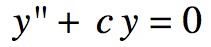 y" + c y = 0